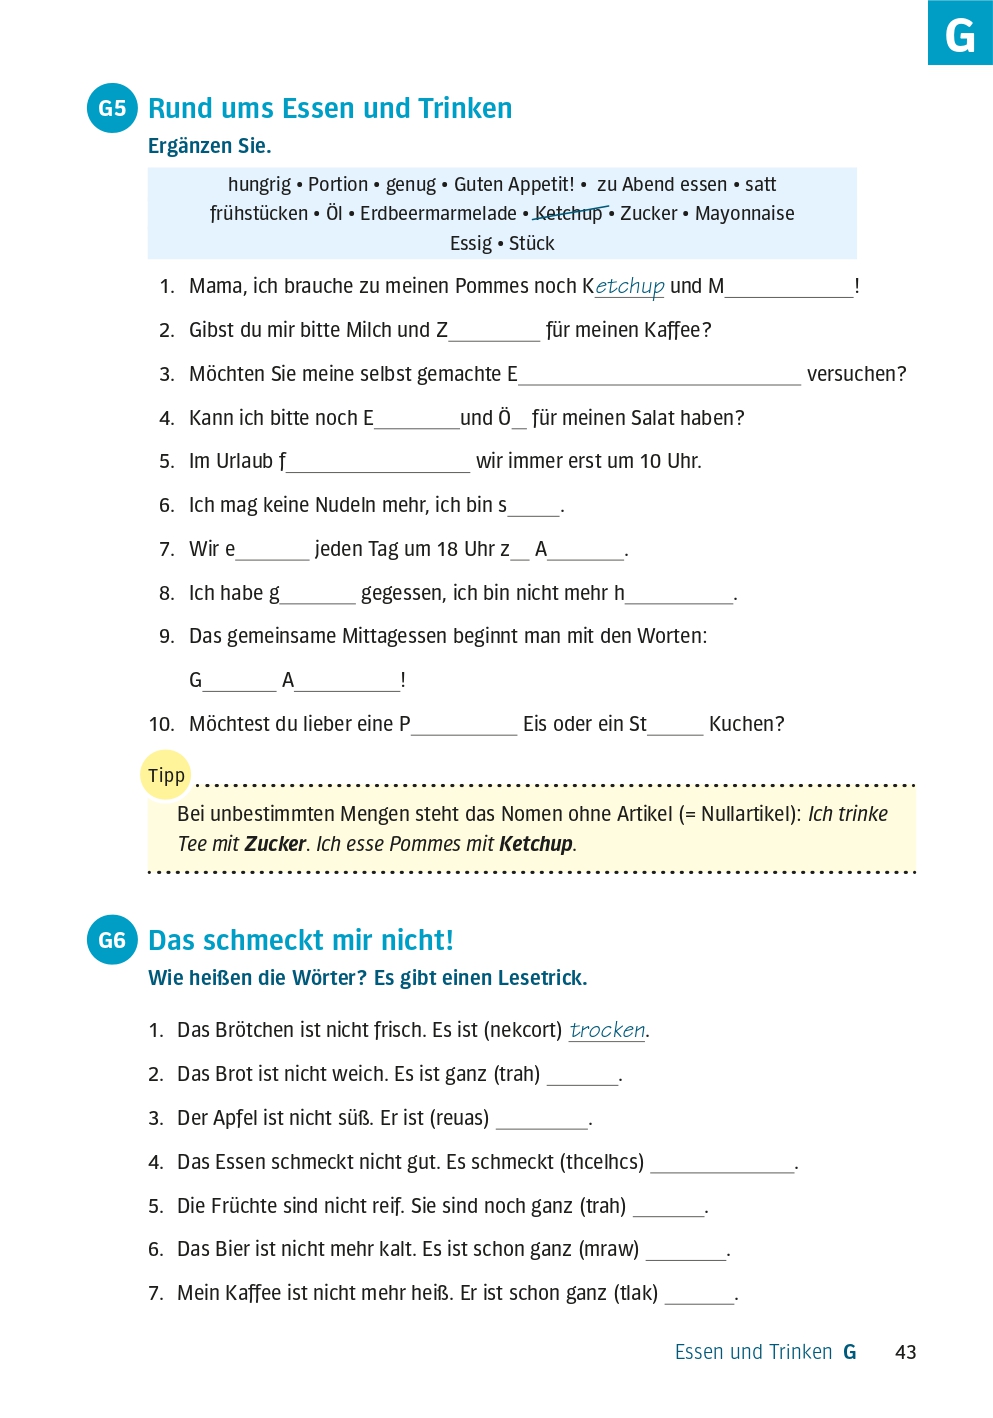 G
G5 Rund ums Essen und Trinken
Ergänzen Sie.
hungrig • Portion • genug • Guten Appetit! • zu Abend essen • satt
frühstücken • Öl • Erdbeermarmelade • Ketchup • Zucker • Mayonnaise
Essig • Stück
1. Mama, ich brauche zu meinen Pommes noch Ketchup und M____________!
2. Gibst du mir bitte Milch und Z_________ für meinen Kaffee?
3. Möchten Sie meine selbst gemachte E___________________________ versuchen?
4. Kann ich bitte noch E________und Ö_ für meinen Salat haben?
5. Im Urlaub f__________________ wir immer erst um 10 Uhr.
6. Ich mag keine Nudeln mehr, ich bin s_____.
7. Wir e_______ jeden Tag um 18 Uhr z__ A_______.
8. Ich habe g_______ gegessen, ich bin nicht mehr h__________.
9. Das gemeinsame Mittagessen beginnt man mit den Worten:
G_______ A__________!
10. Möchtest du lieber eine P__________ Eis oder ein St_____ Kuchen?
Tipp
Bei unbestimmten Mengen steht das Nomen ohne Artikel (= Nullartikel): Ich trinke
Tee mit Zucker. Ich esse Pommes mit Ketchup.
G6 Das schmeckt mir nicht!
Wie heißen die Wörter? Es gibt einen Lesetrick.
1. Das Brötchen ist nicht frisch. Es ist (nekcort) trocken.
2. Das Brot ist nicht weich. Es ist ganz (trah) _______.
3. Der Apfel ist nicht süß. Er ist (reuas) _________.
4. Das Essen schmeckt nicht gut. Es schmeckt (thcelhcs) ______________.
5. Die Früchte sind nicht reif. Sie sind noch ganz (trah) _______.
6. Das Bier ist nicht mehr kalt. Es ist schon ganz (mraw) ________.
7. Mein Kaffee ist nicht mehr heiß. Er ist schon ganz (tlak) _______.
Essen und Trinken G 43